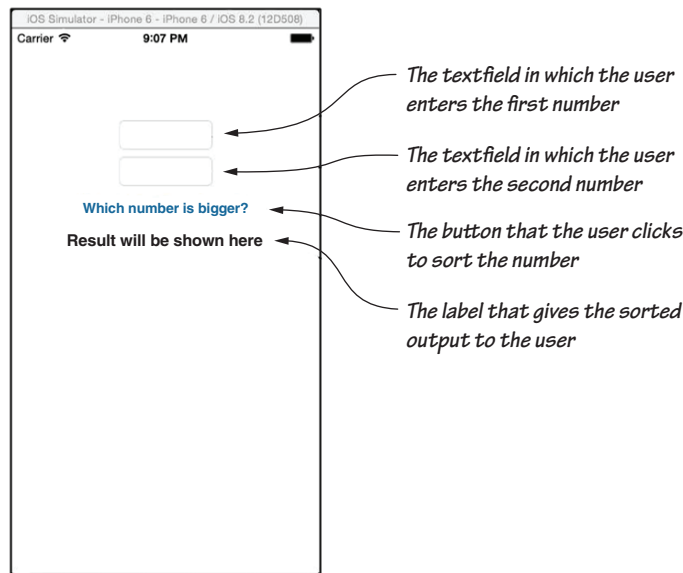 iOS Simulator - iPhone 6 - iPhone 6 / iOS 8.2 (12D508)
Carrier 9:07 PM
The textfield in which the user
enters the first number
The textfield in which the user
enters the second number
Which number is bigger?
The button that the user clicks
to sort the number
Result will be shown here
The label that gives the sorted
output to the user